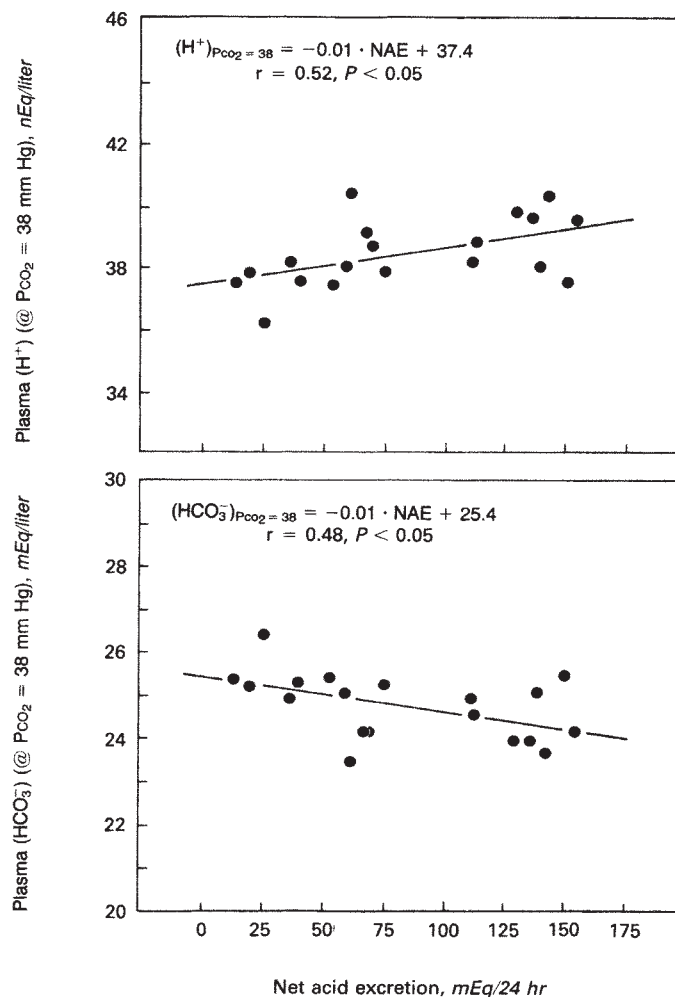 46
42
38
34
Plasma (H⁺) (@ Pco₂ = 38 mm Hg), nEq/liter
(H⁺)Pco₂ = 38 = −0.01 · NAE + 37.4
r = 0.52, P < 0.05
30
28
26
24
22
20
Plasma (HCO₃⁻) (@ Pco₂ = 38 mm Hg), mEq/liter
(HCO₃⁻)Pco₂ = 38 = −0.01 · NAE + 25.4
r = 0.48, P < 0.05
0 25 50 75 100 125 150 175
Net acid excretion, mEq/24 hr